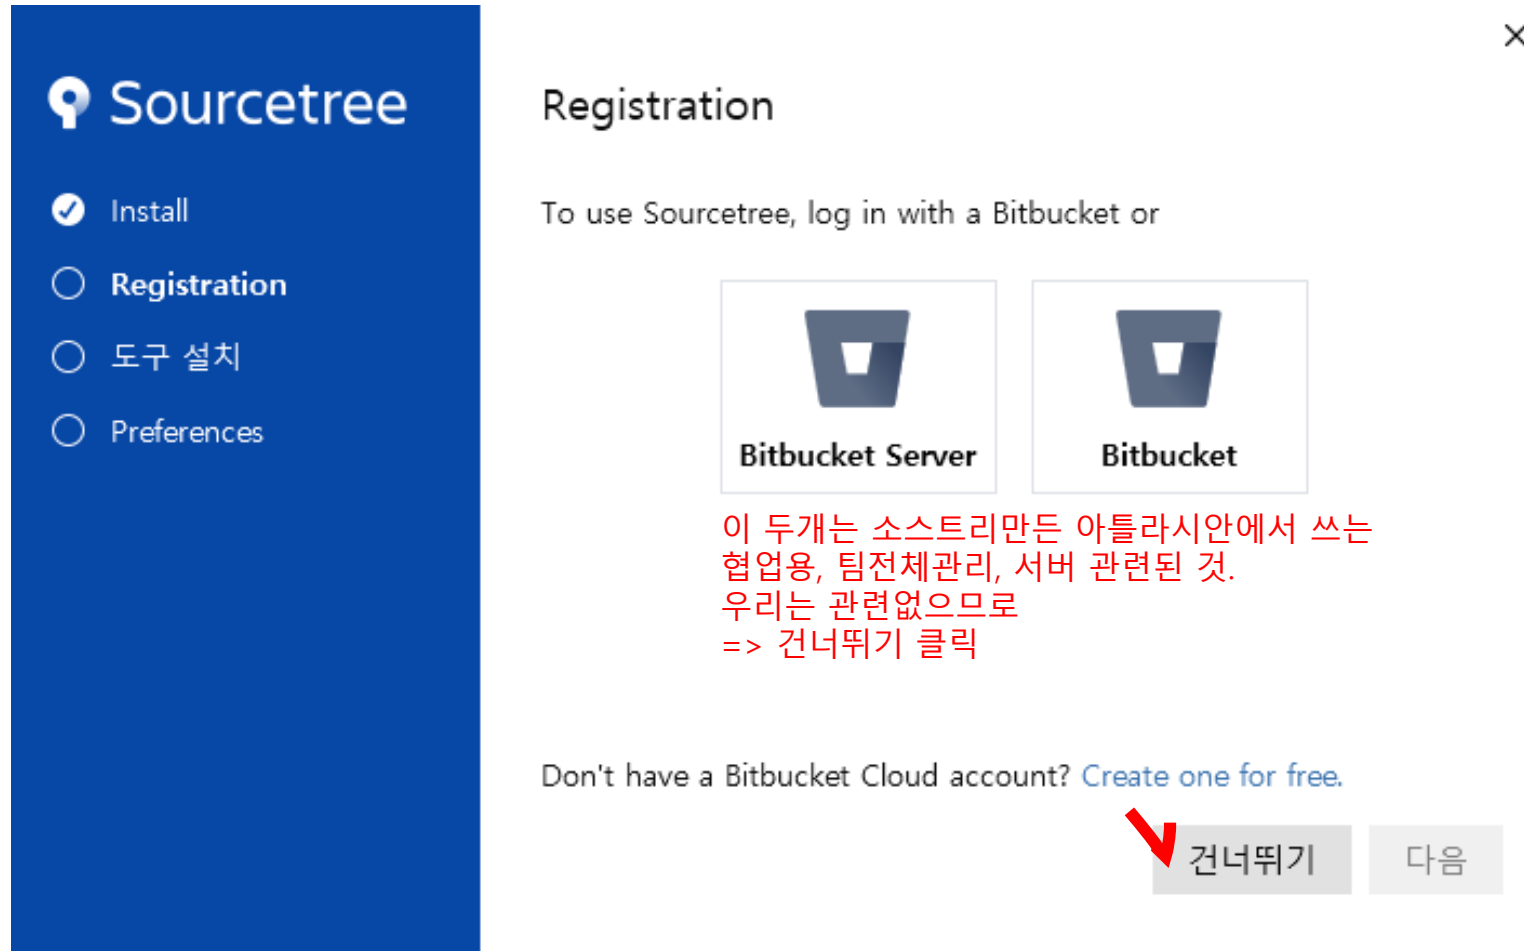 Sourcetree
Install
Registration
도구 설치
Preferences
Registration
To use Sourcetree, log in with a Bitbucket or
Bitbucket Server
Bitbucket
이 두개는 소스트리만든 아틀라시안에서 쓰는
협업용, 팀전체관리, 서버 관련된 것.
우리는 관련없으므로
=> 건너뛰기 클릭
Don't have a Bitbucket Cloud account? Create one for free.
건너뛰기
다음